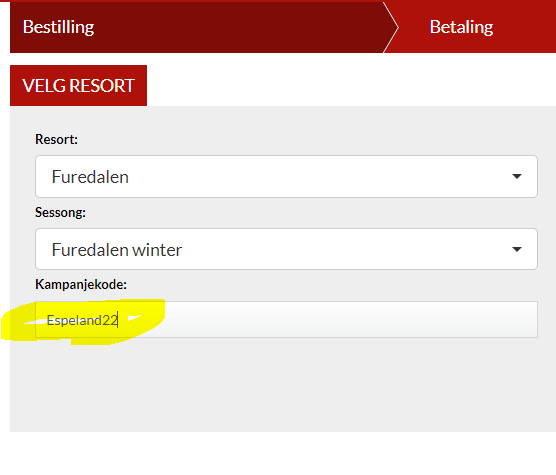 Bestilling
Betaling
VELG RESORT
Resort:
Furedalen
Sessong:
Furedalen winter
Kampanjekode:
Espeland22